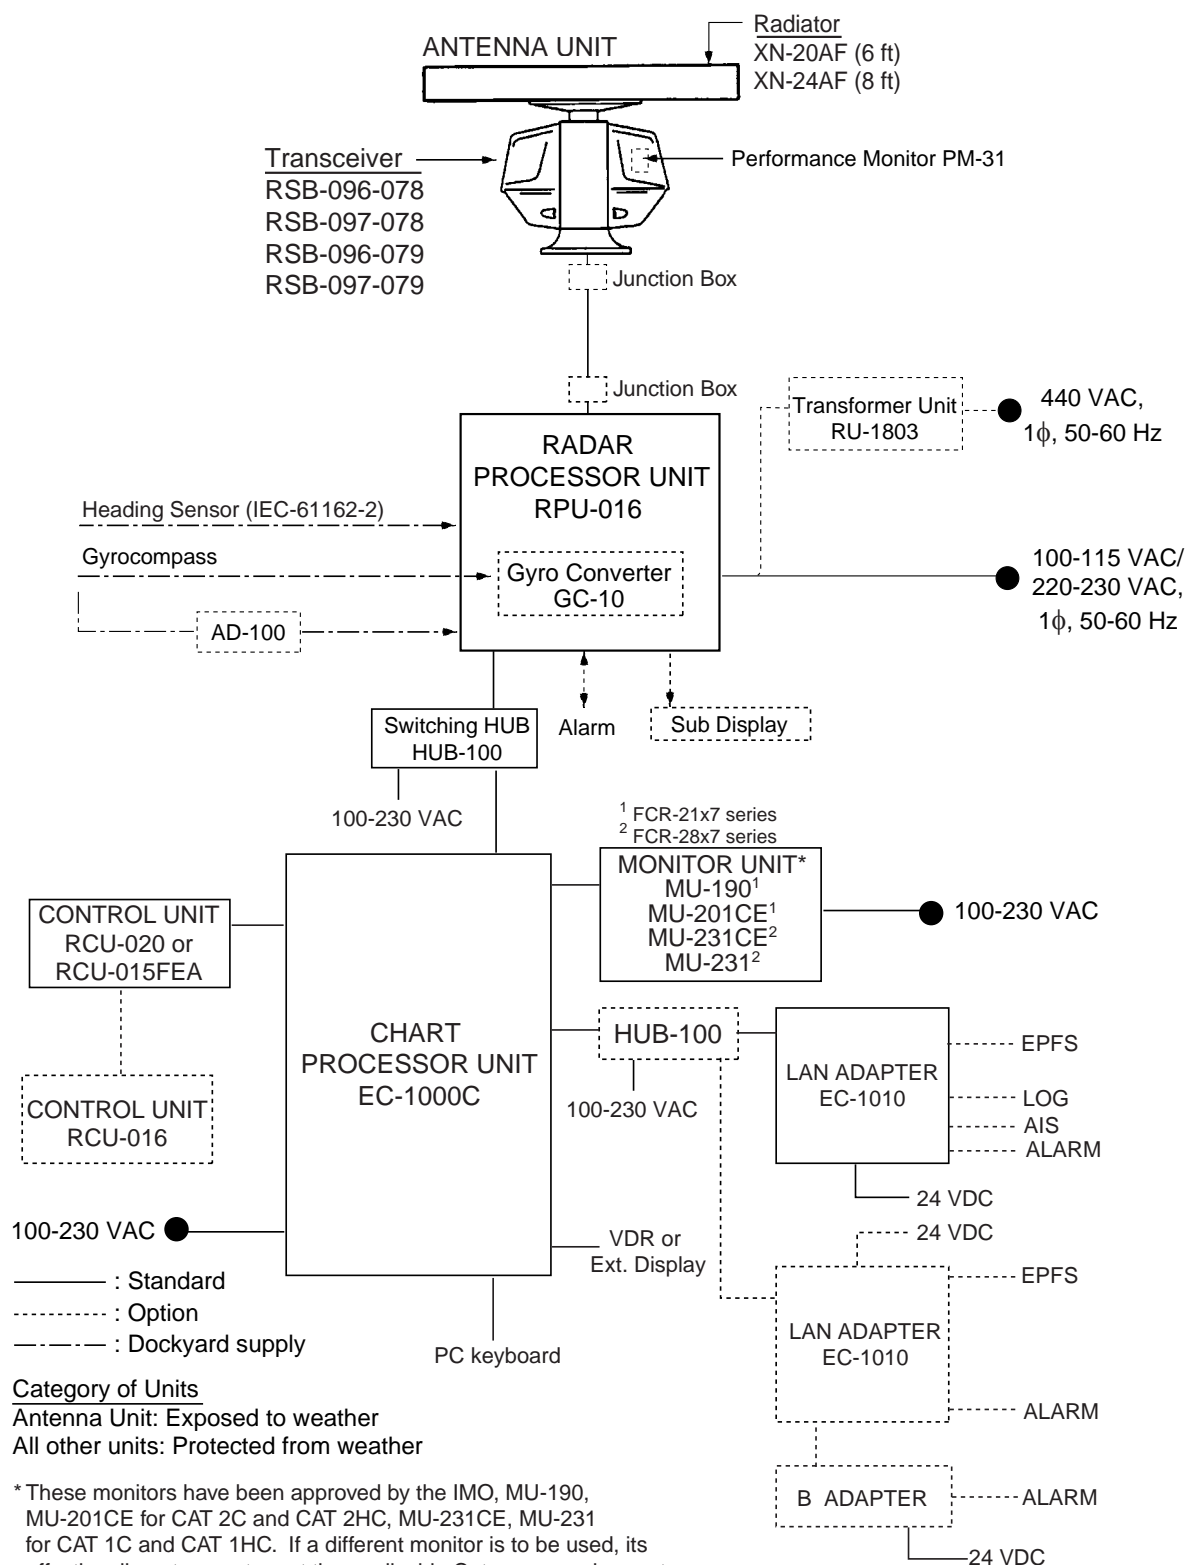 Radiator
XN-20AF (6 ft)
XN-24AF (8 ft)
ANTENNA UNIT
Transceiver
RSB-096-078
RSB-097-078
RSB-096-079
RSB-097-079
Performance Monitor PM-31
Junction Box
Junction Box
Transformer Unit
RU-1803
440 VAC,
1ϕ, 50-60 Hz
RADAR
PROCESSOR UNIT
RPU-016
Heading Sensor (IEC-61162-2)
Gyrocompass
Gyro Converter
GC-10
AD-100
100-115 VAC/
220-230 VAC,
1ϕ, 50-60 Hz
Switching HUB
HUB-100
Alarm
Sub Display
100-230 VAC
1 FCR-21x7 series
2 FCR-28x7 series
MONITOR UNIT*
MU-190¹
MU-201CE¹
MU-231CE²
MU-231²
100-230 VAC
CONTROL UNIT
RCU-020 or
RCU-015FEA
CONTROL UNIT
RCU-016
CHART
PROCESSOR UNIT
EC-1000C
HUB-100
100-230 VAC
LAN ADAPTER
EC-1010
EPFS
LOG
AIS
ALARM
24 VDC
100-230 VAC
VDR or
Ext. Display
PC keyboard
24 VDC
LAN ADAPTER
EC-1010
EPFS
ALARM
B ADAPTER
ALARM
24 VDC
: Standard
: Option
: Dockyard supply
Category of Units
Antenna Unit: Exposed to weather
All other units: Protected from weather
* These monitors have been approved by the IMO, MU-190,
MU-201CE for CAT 2C and CAT 2HC, MU-231CE, MU-231
for CAT 1C and CAT 1HC. If a different monitor is to be used, its